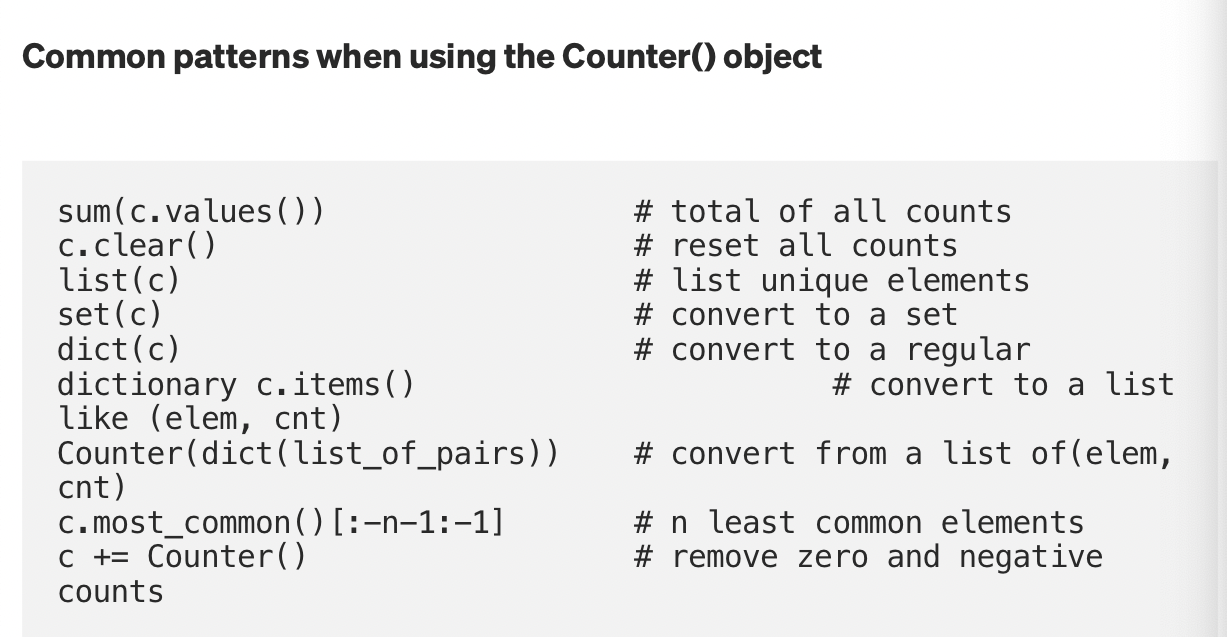 Common patterns when using the Counter() object
sum(c.values()) # total of all counts
c.clear() # reset all counts
list(c) # list unique elements
set(c) # convert to a set
dict(c) # convert to a regular
dictionary c.items() # convert to a list
like (elem, cnt)
Counter(dict(list_of_pairs)) # convert from a list of(elem,
cnt)
c.most_common()[:-n-1:-1] # n least common elements
c += Counter() # remove zero and negative
counts